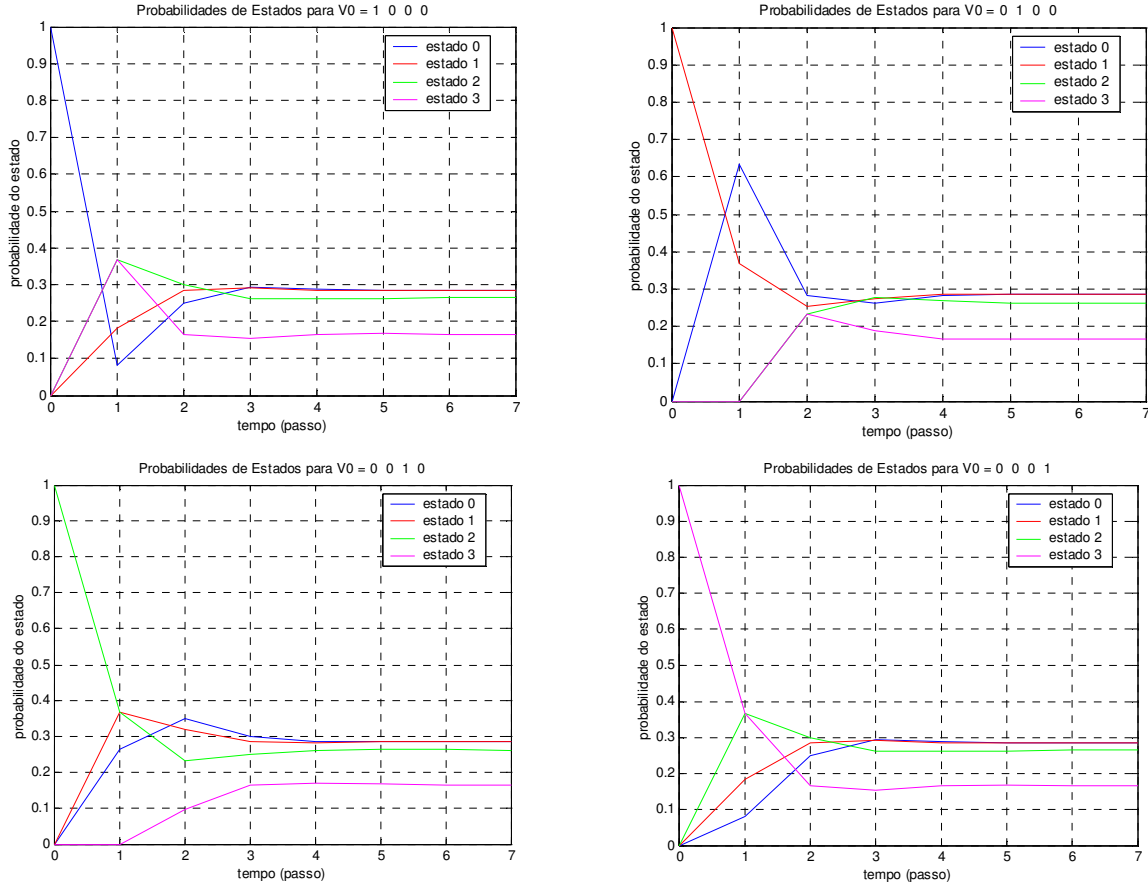 Probabilidades de Estados para V0 = 1 0 0 0
probabilidade do estado
1
0.9
0.8
0.7
0.6
0.5
0.4
0.3
0.2
0.1
0
estado 0
estado 1
estado 2
estado 3
0 1 2 3 4 5 6 7
tempo (passo)
Probabilidades de Estados para V0 = 0 1 0 0
probabilidade do estado
1
0.9
0.8
0.7
0.6
0.5
0.4
0.3
0.2
0.1
0
estado 0
estado 1
estado 2
estado 3
0 1 2 3 4 5 6 7
tempo (passo)
Probabilidades de Estados para V0 = 0 0 1 0
probabilidade do estado
1
0.9
0.8
0.7
0.6
0.5
0.4
0.3
0.2
0.1
0
estado 0
estado 1
estado 2
estado 3
0 1 2 3 4 5 6 7
tempo (passo)
Probabilidades de Estados para V0 = 0 0 0 1
probabilidade do estado
1
0.9
0.8
0.7
0.6
0.5
0.4
0.3
0.2
0.1
0
estado 0
estado 1
estado 2
estado 3
0 1 2 3 4 5 6 7
tempo (passo)